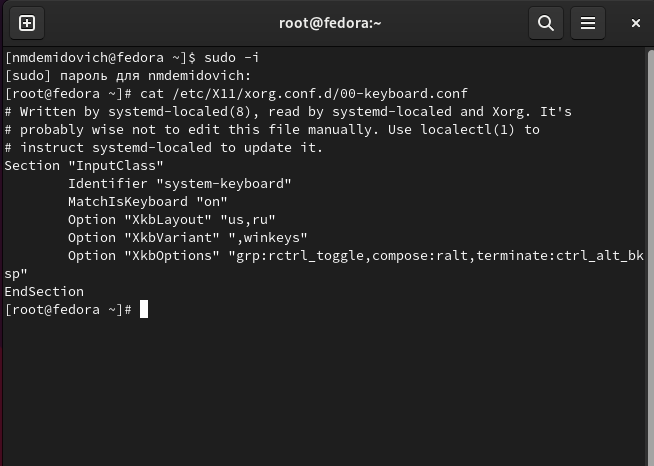 root@fedora:~
[nmdemidovich@fedora ~]$ sudo -i
[sudo] пароль для nmdemidovich:
[root@fedora ~]# cat /etc/X11/xorg.conf.d/00-keyboard.conf
# Written by systemd-localed(8), read by systemd-localed and Xorg. It's
# probably wise not to edit this file manually. Use localectl(1) to
# instruct systemd-localed to update it.
Section "InputClass"
        Identifier "system-keyboard"
        MatchIsKeyboard "on"
        Option "XkbLayout" "us,ru"
        Option "XkbVariant" ",winkeys"
        Option "XkbOptions" "grp:rctrl_toggle,compose:ralt,terminate:ctrl_alt_bk
sp"
EndSection
[root@fedora ~]#